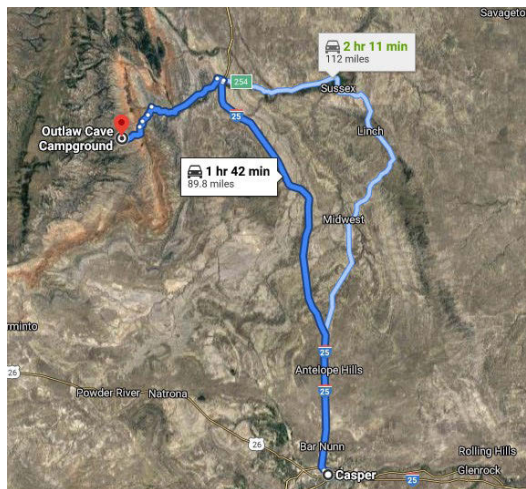 Savageton
2 hr 11 min
112 miles
254
Sussex
Outlaw Cave
Campground
25
Linch
1 hr 42 min
89.8 miles
Midwest
rminto
25
Antelope Hills
26
25
Powder River
Natrona
Bar Nunn
26
Rolling Hills
Casper
Glenrock
25